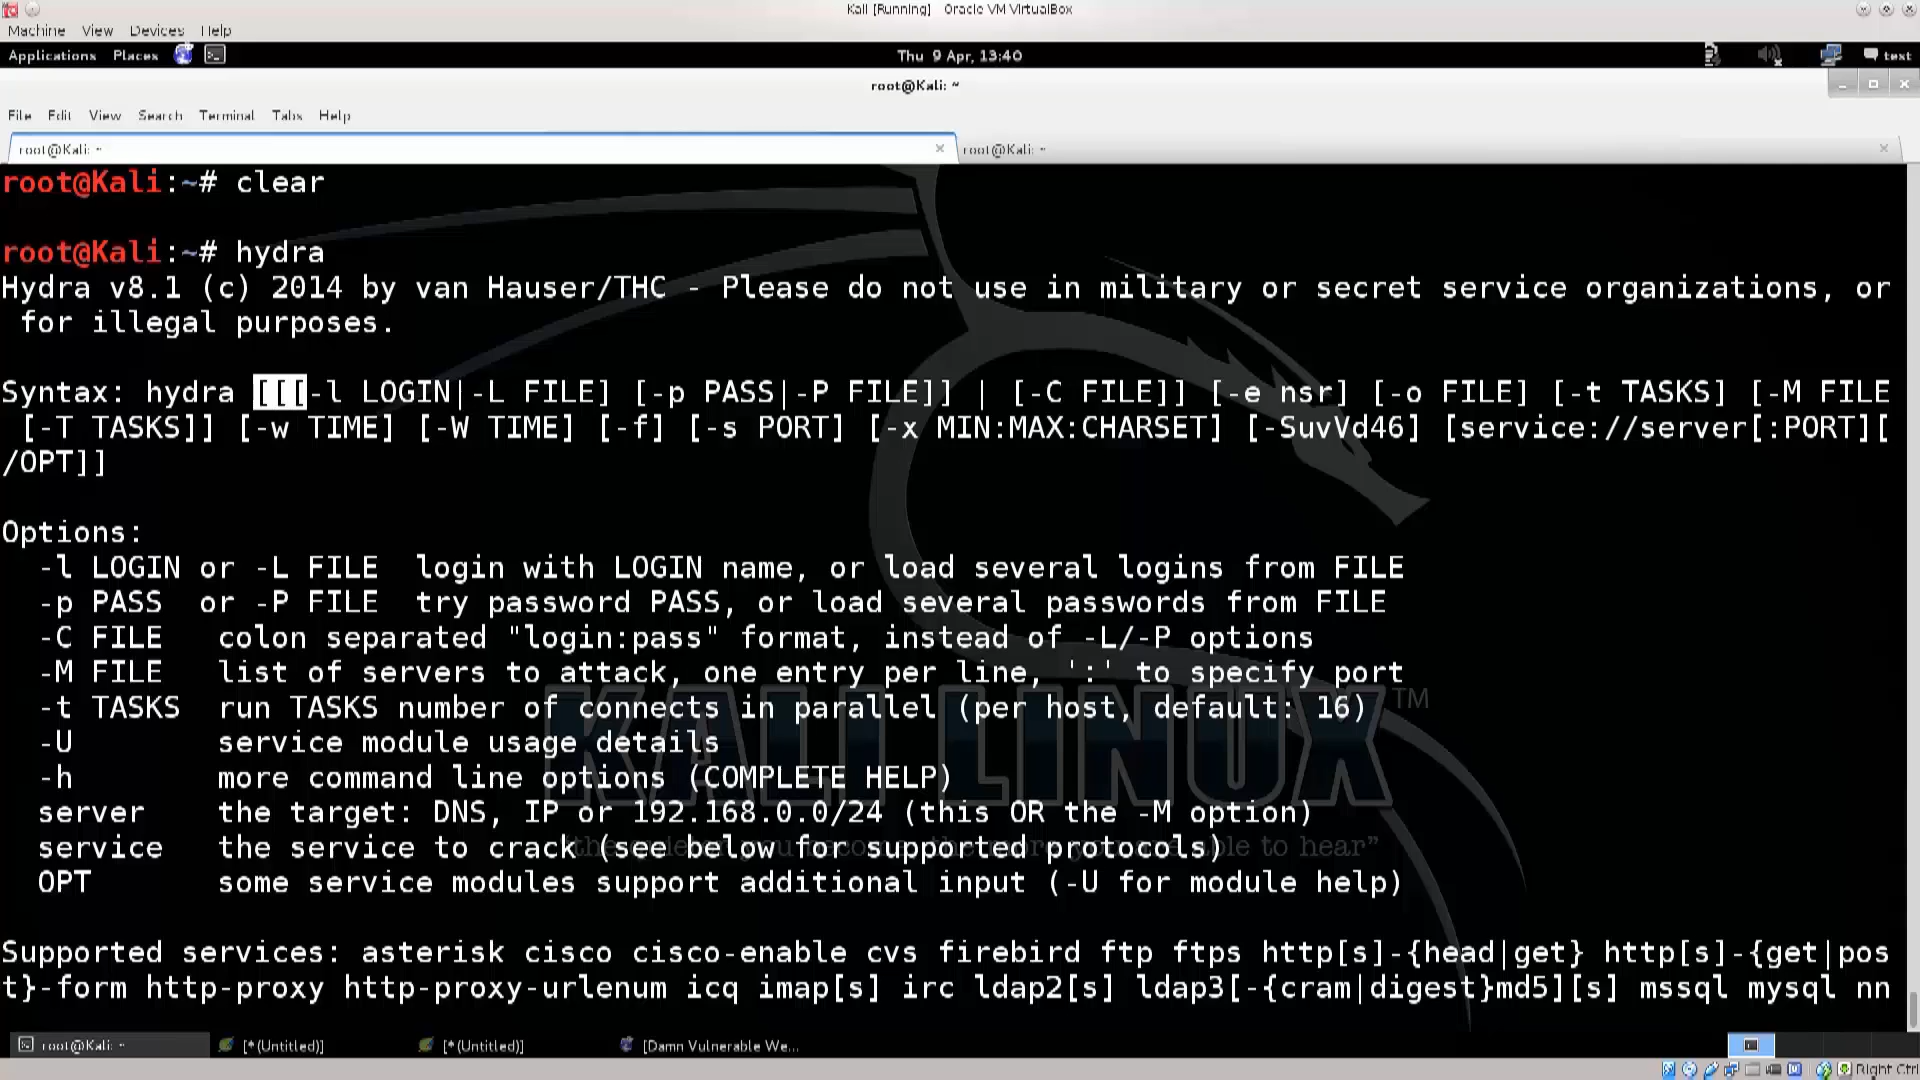 Kali [Running] Oracle VM VirtualBox
Machine View Devices Help
Applications Places Thu 9 Apr, 13:40 text
root@Kali: ~
File Edit View Search Terminal Tabs Help
root@Kali: ~ root@Kali: ~
root@Kali:~# clear
root@Kali:~# hydra
Hydra v8.1 (c) 2014 by van Hauser/THC - Please do not use in military or secret service organizations, or
for illegal purposes.
Syntax: hydra [[[-l LOGIN|-L FILE] [-p PASS|-P FILE]] | [-C FILE]] [-e nsr] [-o FILE] [-t TASKS] [-M FILE
[-T TASKS]] [-w TIME] [-W TIME] [-f] [-s PORT] [-x MIN:MAX:CHARSET] [-SuvVd46] [service://server[:PORT][
/OPT]]
Options:
-l LOGIN or -L FILE login with LOGIN name, or load several logins from FILE
-p PASS or -P FILE try password PASS, or load several passwords from FILE
-C FILE colon separated "login:pass" format, instead of -L/-P options
-M FILE list of servers to attack, one entry per line, ':' to specify port
-t TASKS run TASKS number of connects in parallel (per host, default: 16)
-U service module usage details
-h more command line options (COMPLETE HELP)
server the target: DNS, IP or 192.168.0.0/24 (this OR the -M option)
service the service to crack (see below for supported protocols)
OPT some service modules support additional input (-U for module help)
Supported services: asterisk cisco cisco-enable cvs firebird ftp ftps http[s]-{head|get} http[s]-{get|pos
t}-form http-proxy http-proxy-urlenum icq imap[s] irc ldap2[s] ldap3[-{cram|digest}md5][s] mssql mysql nn
KALI LINUX TM
root@Kali: ~ [*(Untitled)] [*(Untitled)] [Damn Vulnerable We...
Right Ctrl